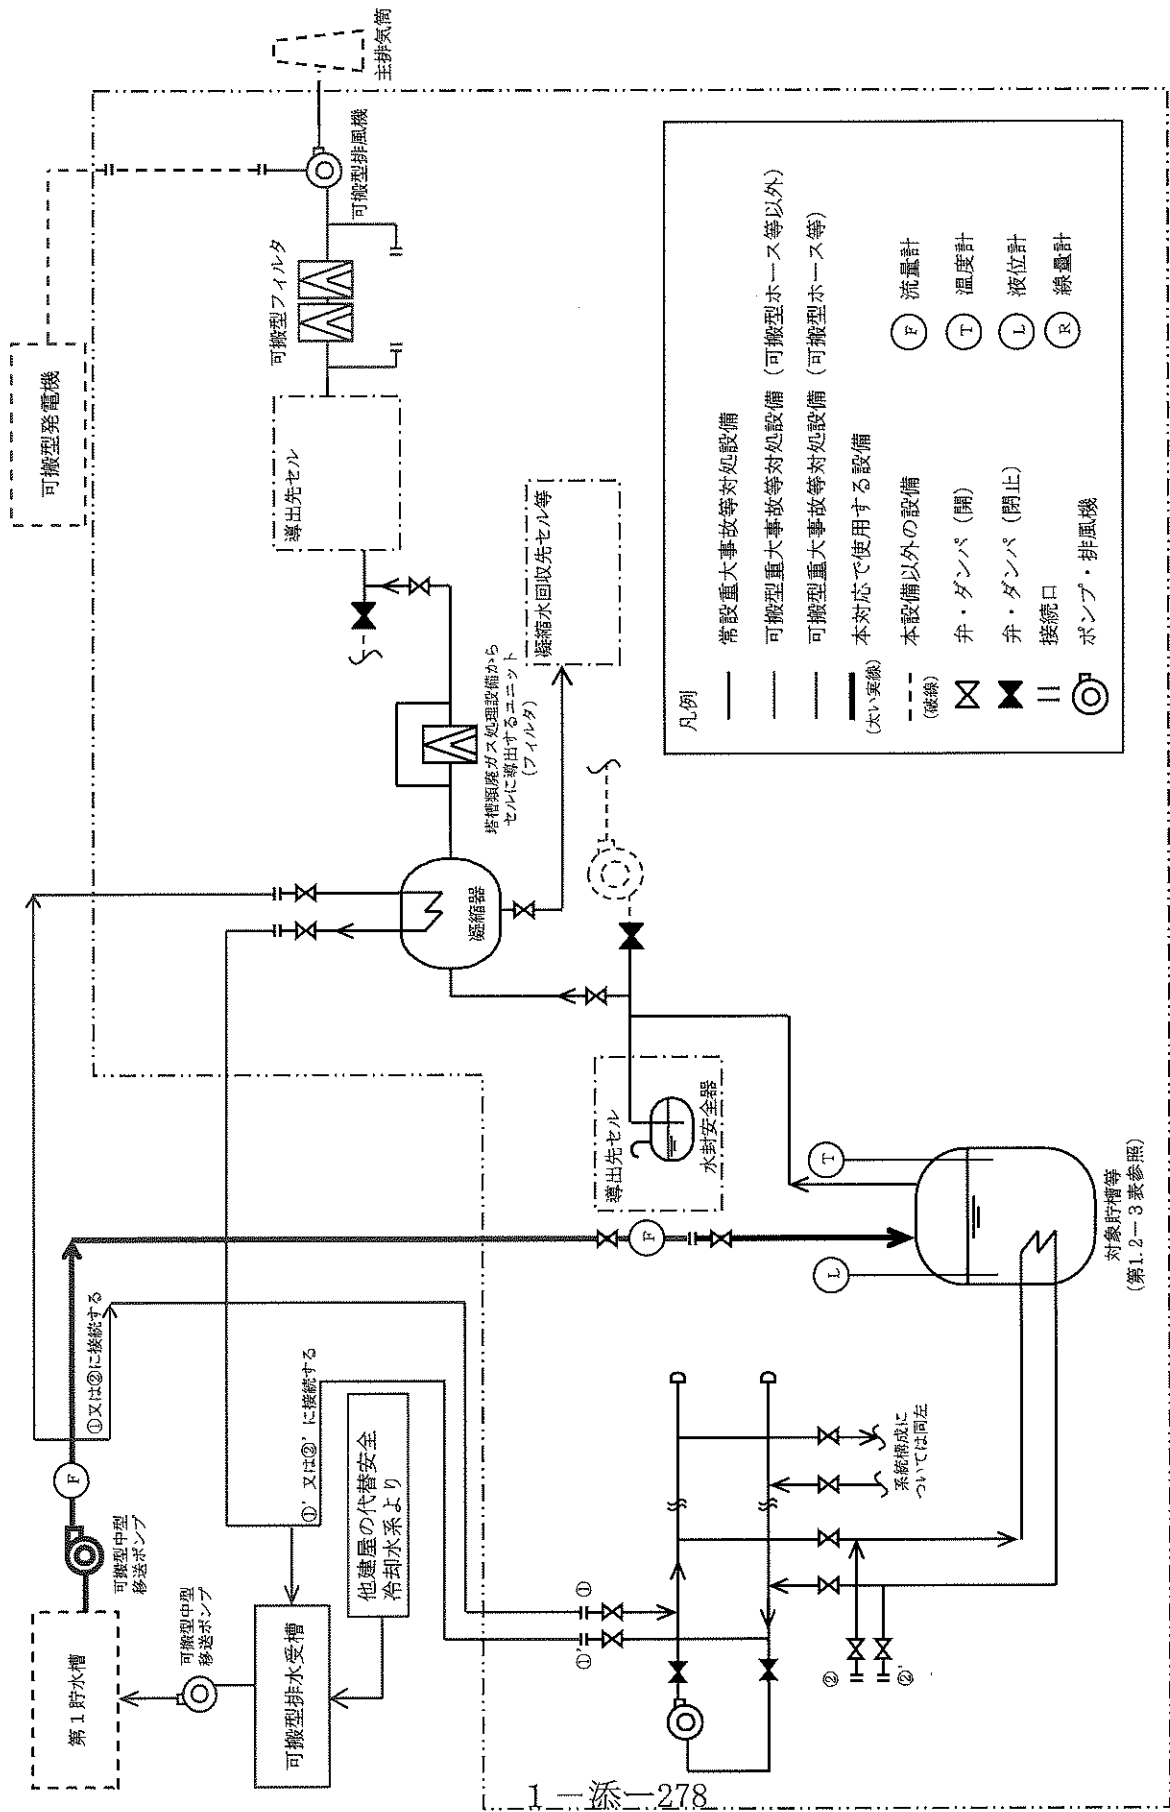 第1貯水槽
可搬型中型
移送ポンプ
F
①又は②に接続する
可搬型中型
移送ポンプ
可搬型排水受槽
①' 又は②' に接続する
他建屋の代替安全
冷却水系より
可搬型発電機
可搬型排風機
主排気筒
可搬型フィルタ
導出先セル
凝縮水回収先セル等
塔槽類廃ガス処理設備から
セルに導出するユニット
(フィルタ)
凝縮器
導出先セル
水封安全器
F
T
L
対象貯槽等
(第1.2-3表参照)
①
①'
②
②'
系統構成に
ついては同左
凡例
常設重大事故等対処設備
可搬型重大事故等対処設備 (可搬型ホース等以外)
可搬型重大事故等対処設備 (可搬型ホース等)
本対応で使用する設備
(太い実線)
本設備以外の設備
(破線)
弁・ダンパ (開)
弁・ダンパ (閉止)
接続口
ポンプ・排風機
F 流量計
T 温度計
L 液位計
R 線量計
1-添-278